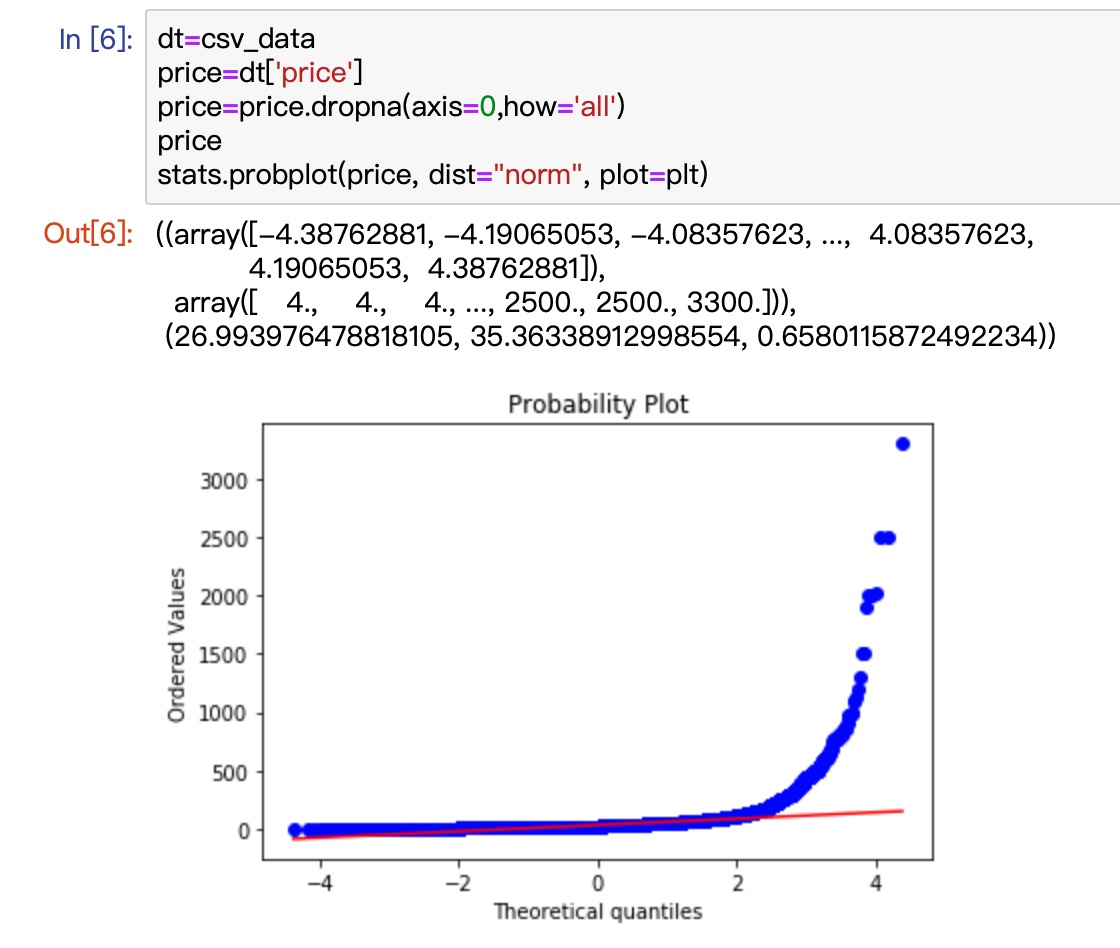 In [6]:
dt=csv_data
price=dt['price']
price=price.dropna(axis=0,how='all')
price
stats.probplot(price, dist="norm", plot=plt)
Out[6]:
((array([−4.38762881, −4.19065053, −4.08357623, ..., 4.08357623,
4.19065053, 4.38762881]),
array([ 4., 4., 4., ..., 2500., 2500., 3300.])),
(26.993976478818105, 35.36338912998554, 0.6580115872492234))
Probability Plot
Ordered Values
3000
2500
2000
1500
1000
500
0
−4 −2 0 2 4
Theoretical quantiles